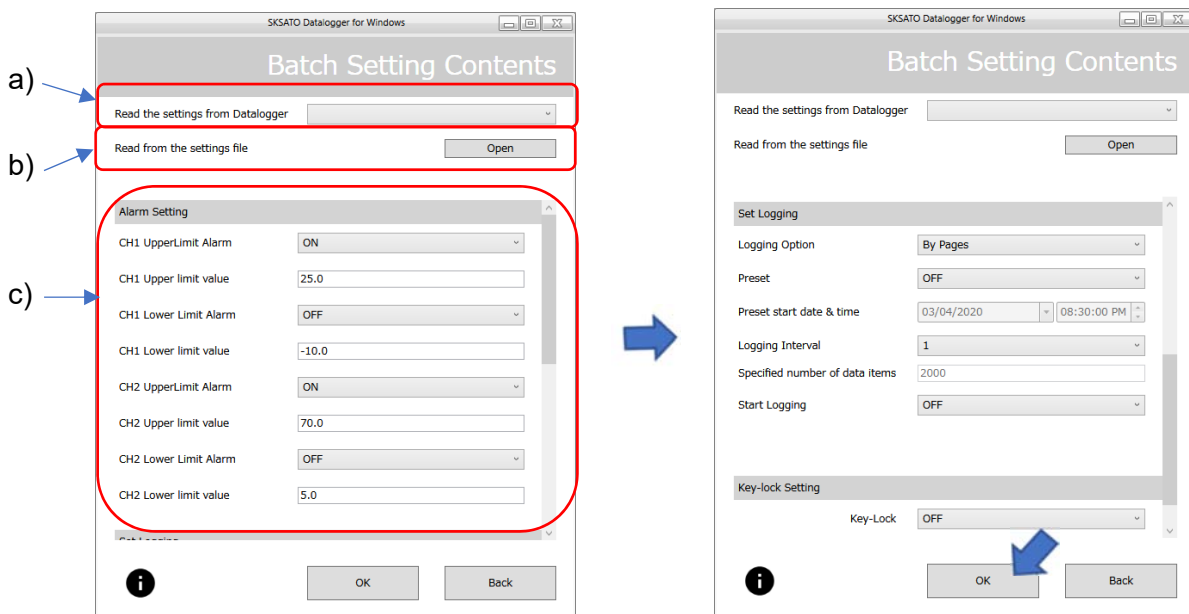 SKSATO Datalogger for Windows
Batch Setting Contents
a)
Read the settings from Datalogger
b)
Read from the settings file Open
c)
Alarm Setting
CH1 UpperLimit Alarm ON
CH1 Upper limit value 25.0
CH1 Lower Limit Alarm OFF
CH1 Lower limit value -10.0
CH2 UpperLimit Alarm ON
CH2 Upper limit value 70.0
CH2 Lower Limit Alarm OFF
CH2 Lower limit value 5.0
Set Logging
OK Back
SKSATO Datalogger for Windows
Batch Setting Contents
Read the settings from Datalogger
Read from the settings file Open
Set Logging
Logging Option By Pages
Preset OFF
Preset start date & time 03/04/2020 08:30:00 PM
Logging Interval 1
Specified number of data items 2000
Start Logging OFF
Key-lock Setting
Key-Lock OFF
OK Back